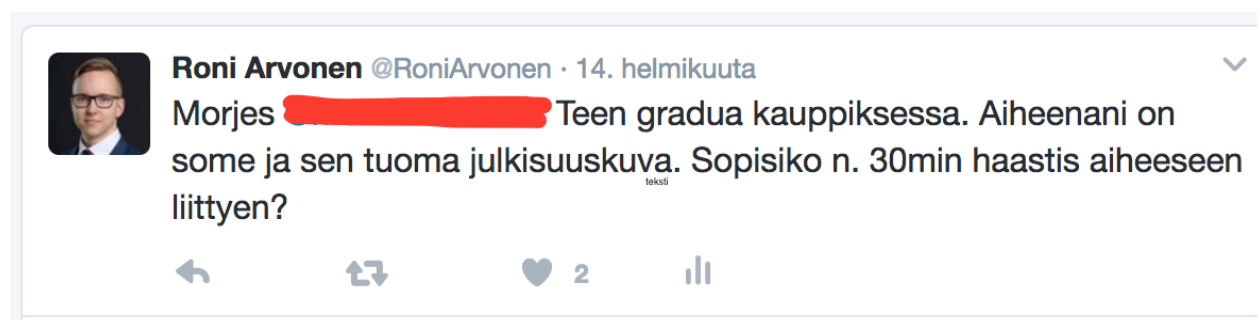 Roni Arvonen @RoniArvonen · 14. helmikuuta
Morjes Teen gradua kauppiksessa. Aiheenani on
some ja sen tuoma julkisuuskuva. Sopisiko n. 30min haastis aiheeseen
teksti
liittyen?
2